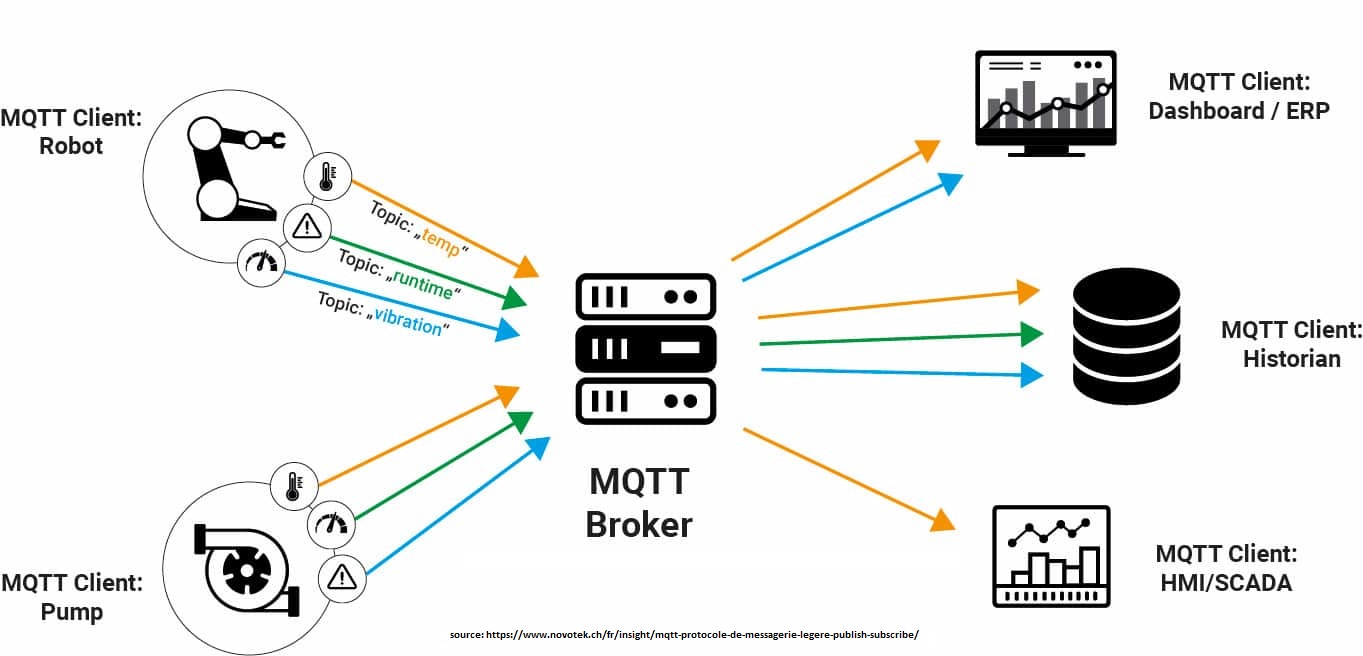 MQTT Client:
Robot
Topic: „temp“
Topic: „runtime“
Topic: „vibration“
MQTT Client:
Pump
MQTT
Broker
MQTT Client:
Dashboard / ERP
MQTT Client:
Historian
MQTT Client:
HMI/SCADA
source: https://www.novotek.ch/fr/insight/mqtt-protocole-de-messagerie-legere-publish-subscribe/